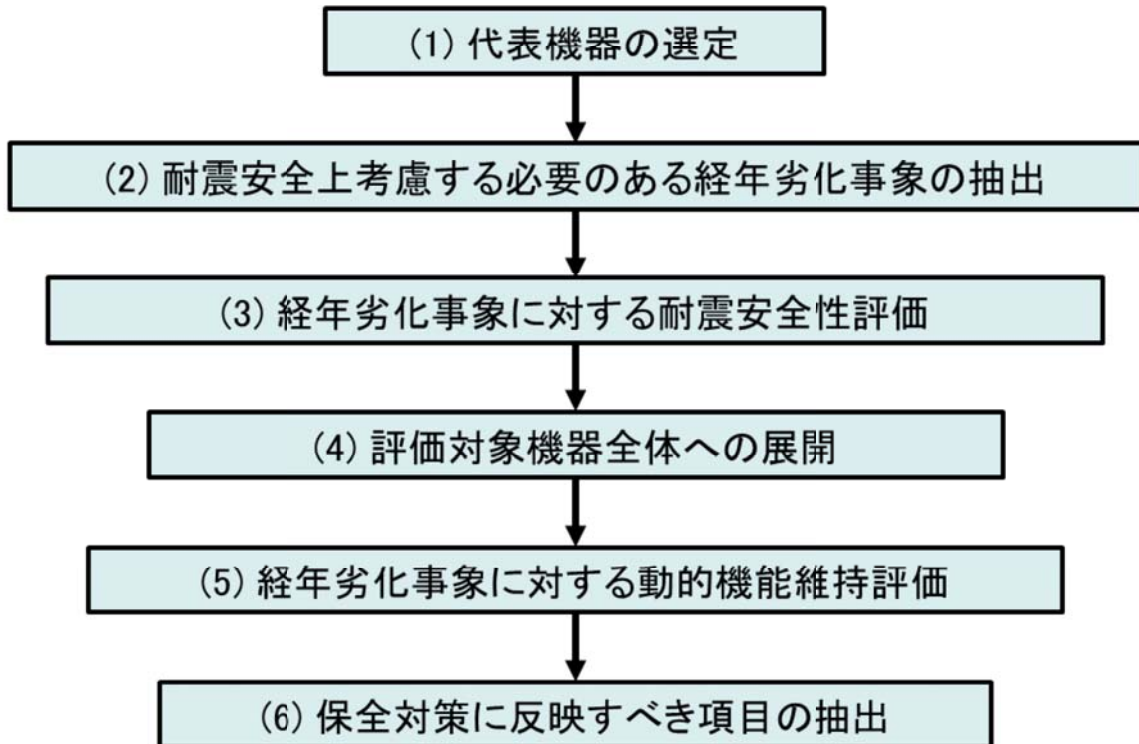 (1) 代表機器の選定
(2) 耐震安全上考慮する必要のある経年劣化事象の抽出
(3) 経年劣化事象に対する耐震安全性評価
(4) 評価対象機器全体への展開
(5) 経年劣化事象に対する動的機能維持評価
(6) 保全対策に反映すべき項目の抽出